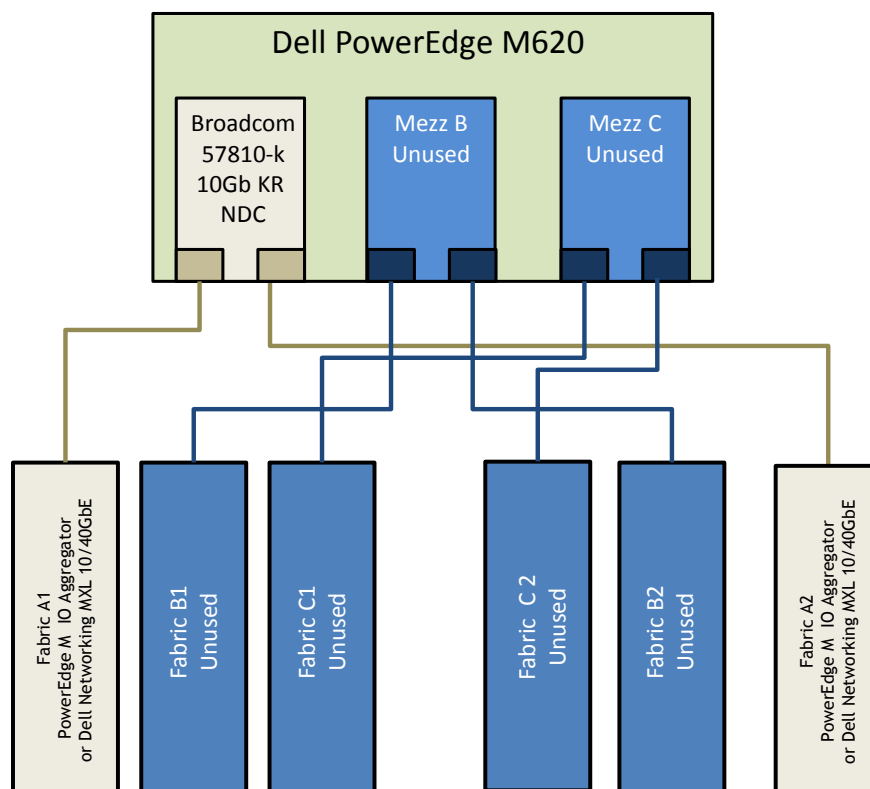 Dell PowerEdge M620
Broadcom
57810-k
10Gb KR
NDC
Mezz B
Unused
Mezz C
Unused
Fabric A1
PowerEdge M IO Aggregator
or Dell Networking MXL 10/40GbE
Fabric B1
Unused
Fabric C1
Unused
Fabric C 2
Unused
Fabric B2
Unused
Fabric A2
PowerEdge M IO Aggregator
or Dell Networking MXL 10/40GbE